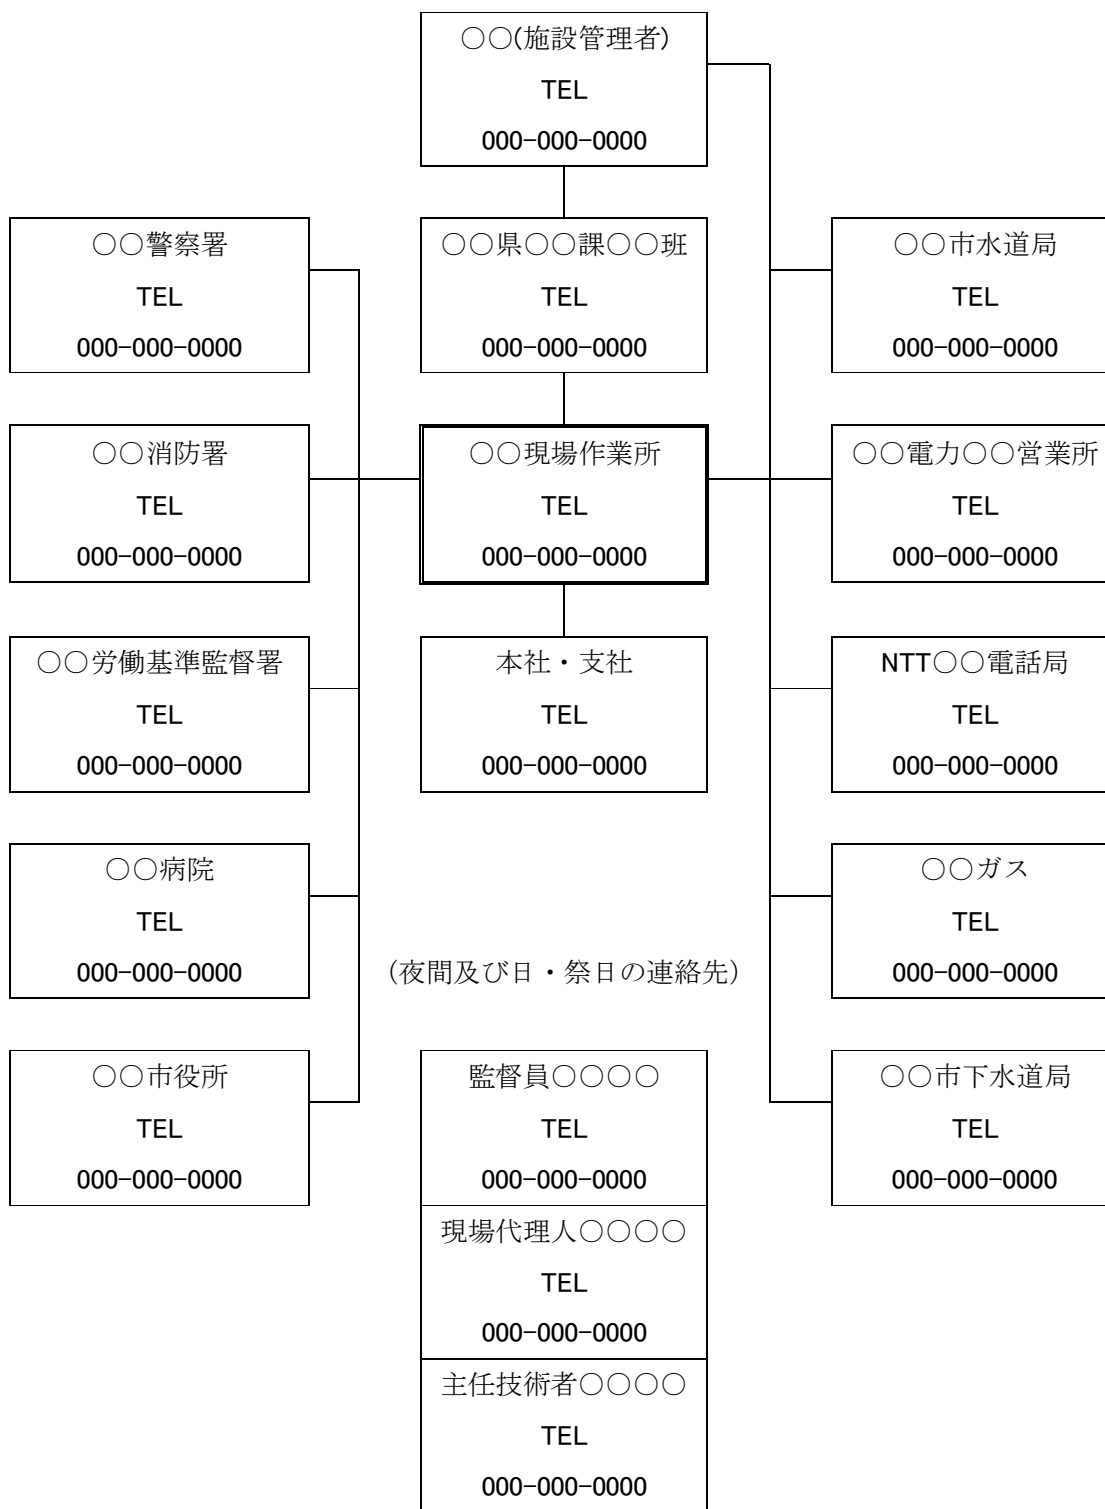 ○○(施設管理者)
TEL
000-000-0000
○○警察署
TEL
000-000-0000
○○県○○課○○班
TEL
000-000-0000
○○市水道局
TEL
000-000-0000
○○消防署
TEL
000-000-0000
○○現場作業所
TEL
000-000-0000
○○電力○○営業所
TEL
000-000-0000
○○労働基準監督署
TEL
000-000-0000
本社・支社
TEL
000-000-0000
NTT○○電話局
TEL
000-000-0000
○○病院
TEL
000-000-0000
○○ガス
TEL
000-000-0000
(夜間及び日・祭日の連絡先)
○○市役所
TEL
000-000-0000
監督員○○○○
TEL
000-000-0000
○○市下水道局
TEL
000-000-0000
現場代理人○○○○
TEL
000-000-0000
主任技術者○○○○
TEL
000-000-0000